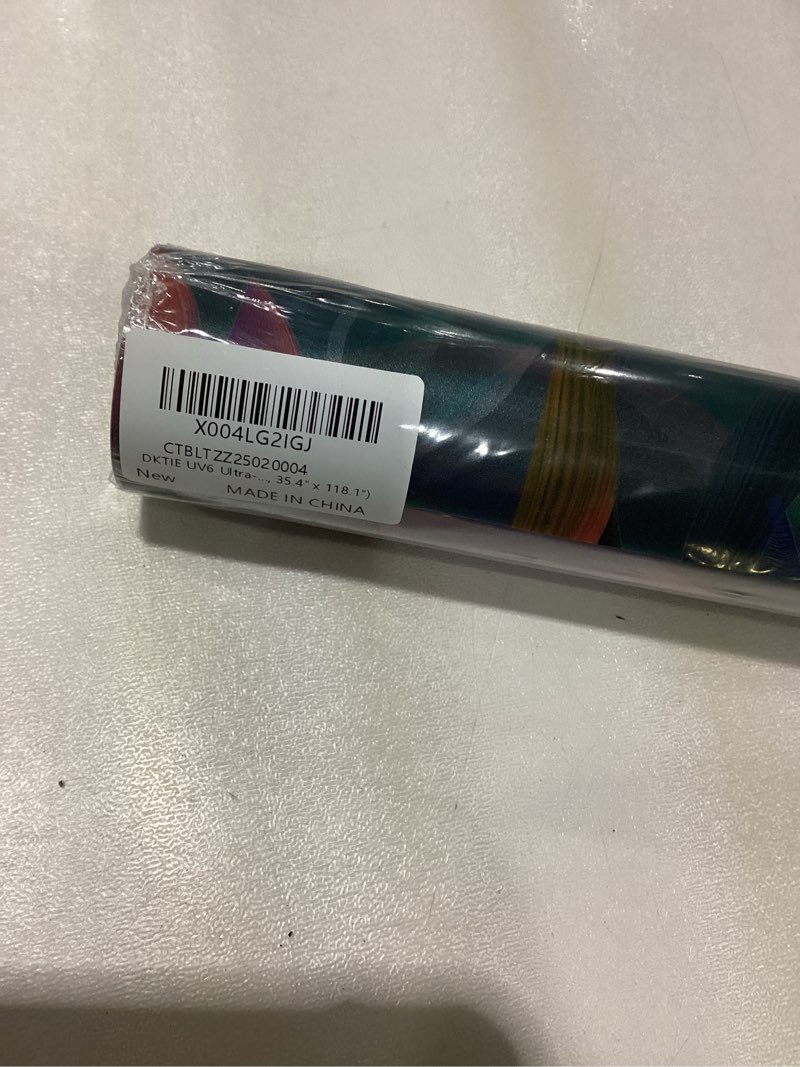 X004LG2IGJ
CTBLTZZ25020004
DKTIE UV6 Ultra-..., 35.4" x 118.1")
New
MADE IN CHINA